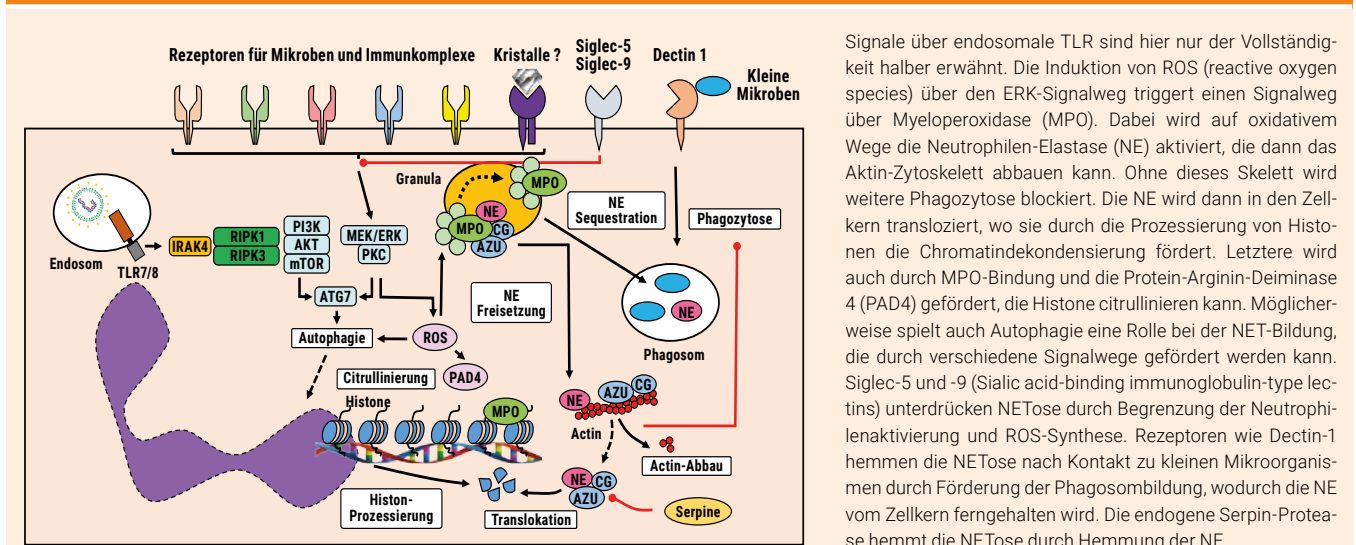 Rezeptoren für Mikroben und Immunkomplexe
Kristalle ?
Siglec-5
Siglec-9
Dectin 1
Kleine
Mikroben
Granula
MPO
NE
MPO
CG
AZU
NE
Sequestration
Phagozytose
Endosom
TLR7/8
IRAK4
RIPK1
RIPK3
PI3K
AKT
mTOR
MEK/ERK
PKC
ATG7
NE
Freisetzung
NE
Phagosom
Autophagie
ROS
Citrullinierung
PAD4
Histone
MPO
NE
AZU
CG
Actin
Actin-Abbau
NE
CG
AZU
Histon-
Prozessierung
Translokation
Serpine
Signale über endosomale TLR sind hier nur der Vollständig-
keit halber erwähnt. Die Induktion von ROS (reactive oxygen
species) über den ERK-Signalweg triggert einen Signalweg
über Myeloperoxidase (MPO). Dabei wird auf oxidativem
Wege die Neutrophilen-Elastase (NE) aktiviert, die dann das
Aktin-Zytoskelett abbauen kann. Ohne dieses Skelett wird
weitere Phagozytose blockiert. Die NE wird dann in den Zell-
kern transloziert, wo sie durch die Prozessierung von Histo-
nen die Chromatindekondensierung fördert. Letztere wird
auch durch MPO-Bindung und die Protein-Arginin-Deiminase
4 (PAD4) gefördert, die Histone citrullinieren kann. Möglicher-
weise spielt auch Autophagie eine Rolle bei der NET-Bildung,
die durch verschiedene Signalwege gefördert werden kann.
Siglec-5 und -9 (Sialic acid-binding immunoglobulin-type lec-
tins) unterdrücken NETose durch Begrenzung der Neutrophi-
lenaktivierung und ROS-Synthese. Rezeptoren wie Dectin-1
hemmen die NETose nach Kontakt zu kleinen Mikroorganis-
men durch Förderung der Phagosombildung, wodurch die NE
vom Zellkern ferngehalten wird. Die endogene Serpin-Protea-
se hemmt die NETose durch Hemmung der NE.